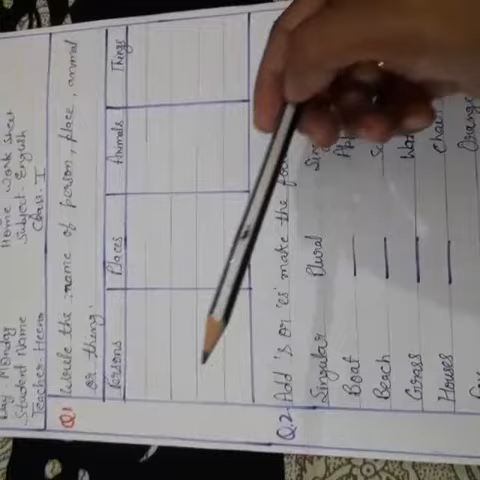 Day Monday Home work sheet
Student Name Subject- English
Teacher- Heena Class- I
Q1 Write the name of person, place, animal
or thing.
Persons Places Animals Things
Q.2 Add 's or 'es' make the
Singular Plural
Boat
Beach
Grass
Houses Chair
Orange